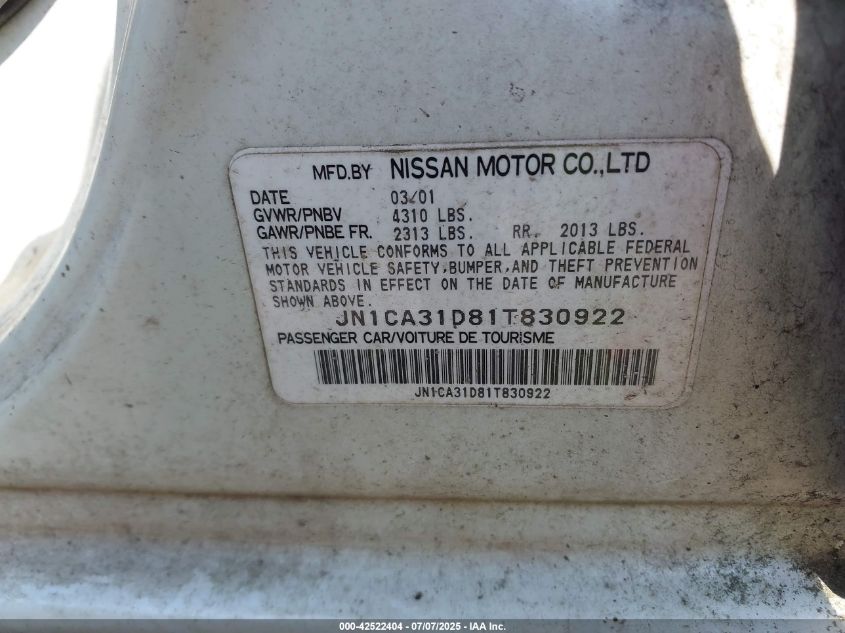 MFD.BY NISSAN MOTOR CO.,LTD
DATE 03/01
GVWR/PNBV 4310 LBS.
GAWR/PNBE FR. 2313 LBS. RR. 2013 LBS.
THIS VEHICLE CONFORMS TO ALL APPLICABLE FEDERAL
MOTOR VEHICLE SAFETY,BUMPER,AND THEFT PREVENTION
STANDARDS IN EFFECT ON THE DATE OF MANUFACTURE
SHOWN ABOVE.
JN1CA31D81T830922
PASSENGER CAR/VOITURE DE TOURISME
JN1CA31D81T830922
000-42522404 - 07/07/2025 - IAA Inc.